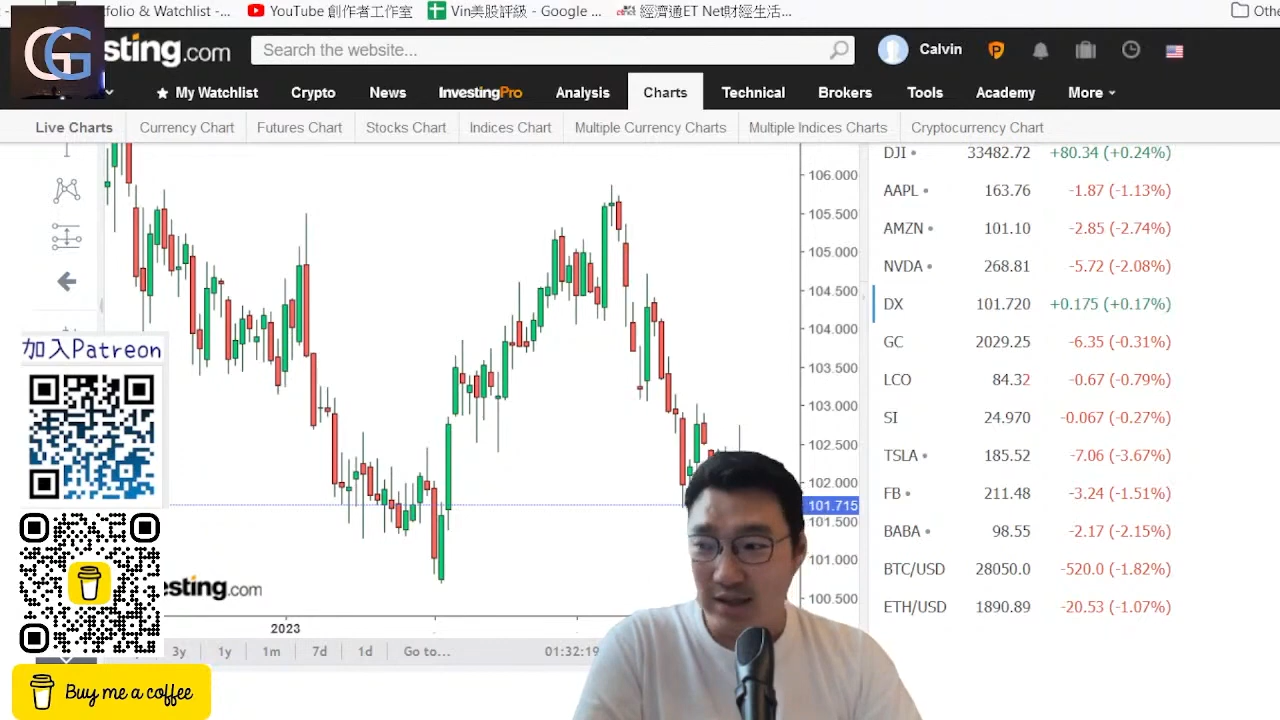 folio & Watchlist -... YouTube 創作者工作室 Vin美股評級 - Google ... etnet 經濟通ET Net財經生活... Othe
GG
sting.com Search the website... Calvin
My Watchlist Crypto News InvestingPro Analysis Charts Technical Brokers Tools Academy More
Live Charts Currency Chart Futures Chart Stocks Chart Indices Chart Multiple Currency Charts Multiple Indices Charts Cryptocurrency Chart
106.000
105.500
105.000
104.500
104.000
103.500
103.000
102.500
102.000
101.715
101.500
101.000
100.500
DJI 33482.72 +80.34 (+0.24%)
AAPL 163.76 -1.87 (-1.13%)
AMZN 101.10 -2.85 (-2.74%)
NVDA 268.81 -5.72 (-2.08%)
DX 101.720 +0.175 (+0.17%)
GC 2029.25 -6.35 (-0.31%)
LCO 84.32 -0.67 (-0.79%)
SI 24.970 -0.067 (-0.27%)
TSLA 185.52 -7.06 (-3.67%)
FB 211.48 -3.24 (-1.51%)
BABA 98.55 -2.17 (-2.15%)
BTC/USD 28050.0 -520.0 (-1.82%)
ETH/USD 1890.89 -20.53 (-1.07%)
加入Patreon
vesting.com
2023
3y 1y 1m 7d 1d Go to... 01:32:19
Buy me a coffee